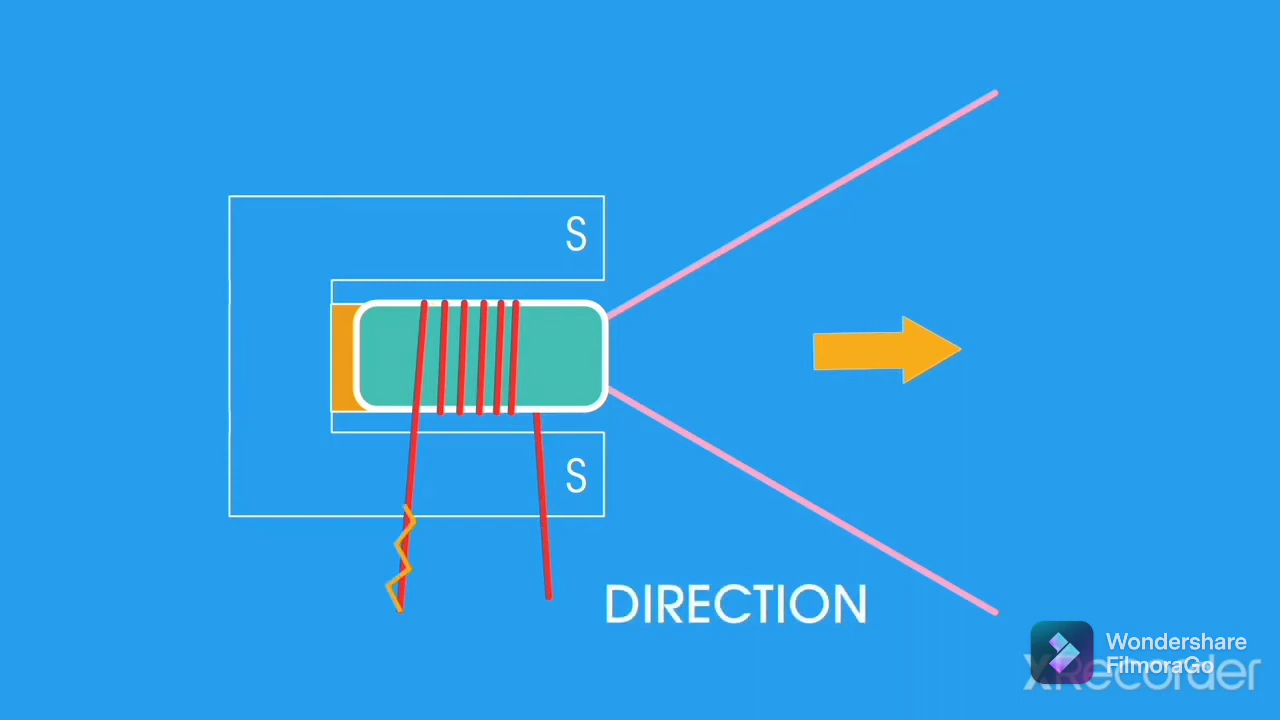 S
S
DIRECTION
Wondershare
FilmoraGo
XRecorder